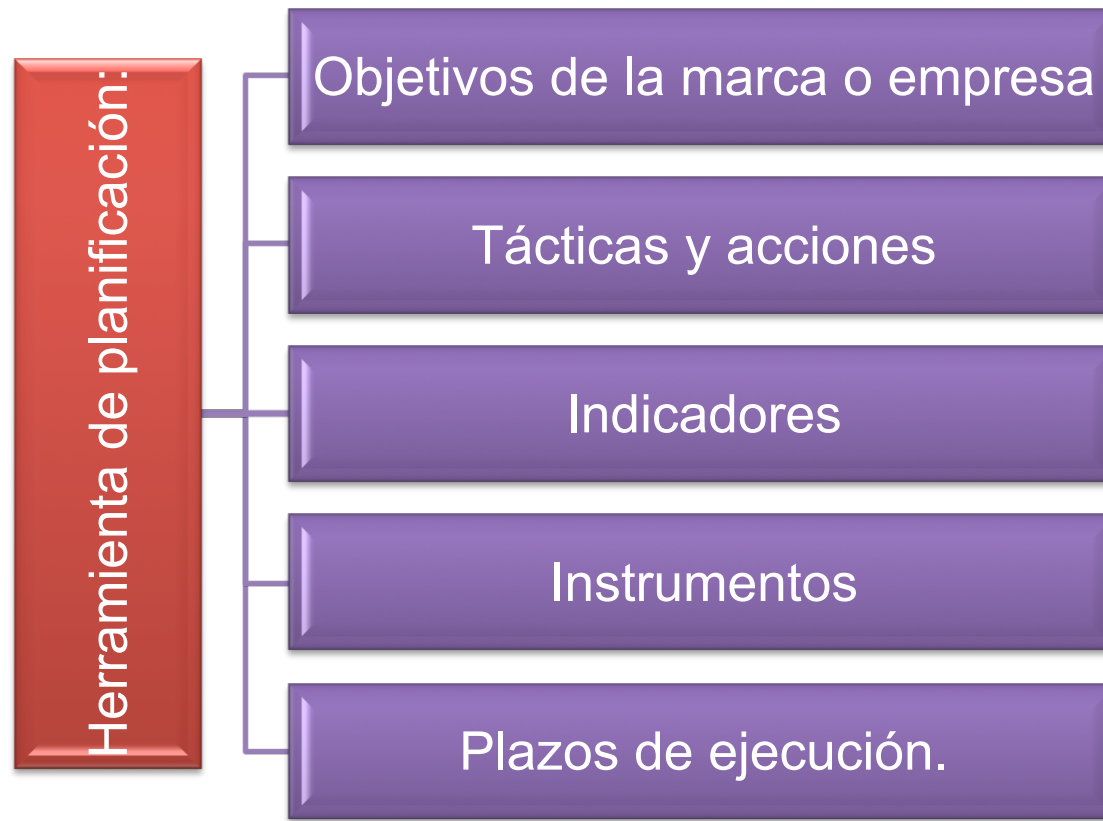 Herramienta de planificación:
Objetivos de la marca o empresa
Tácticas y acciones
Indicadores
Instrumentos
Plazos de ejecución.